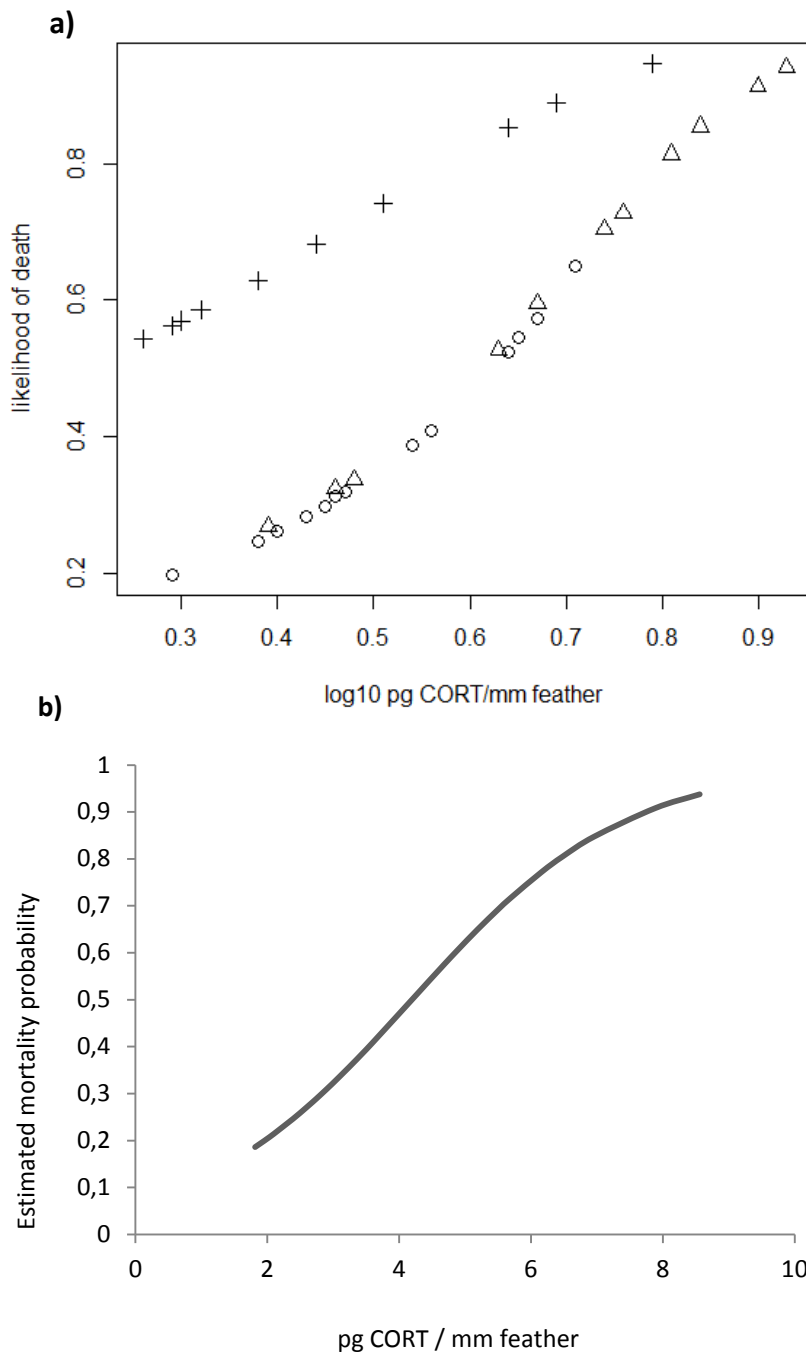 a)
likelihood of death
0.8
0.6
0.4
0.2
0.3 0.4 0.5 0.6 0.7 0.8 0.9
log10 pg CORT/mm feather
b)
Estimated mortality probability
1
0,9
0,8
0,7
0,6
0,5
0,4
0,3
0,2
0,1
0
0 2 4 6 8 10
pg CORT / mm feather